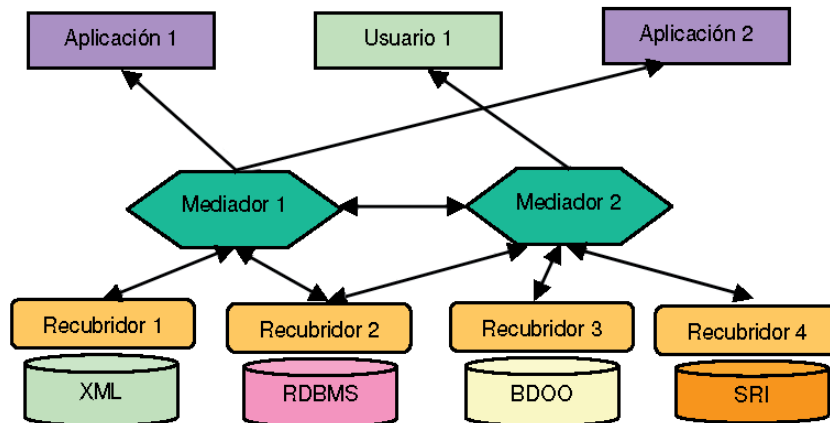 Aplicación 1
Usuario 1
Aplicación 2
Mediador 1
Mediador 2
Recubridor 1
Recubridor 2
Recubridor 3
Recubridor 4
XML
RDBMS
BDOO
SRI